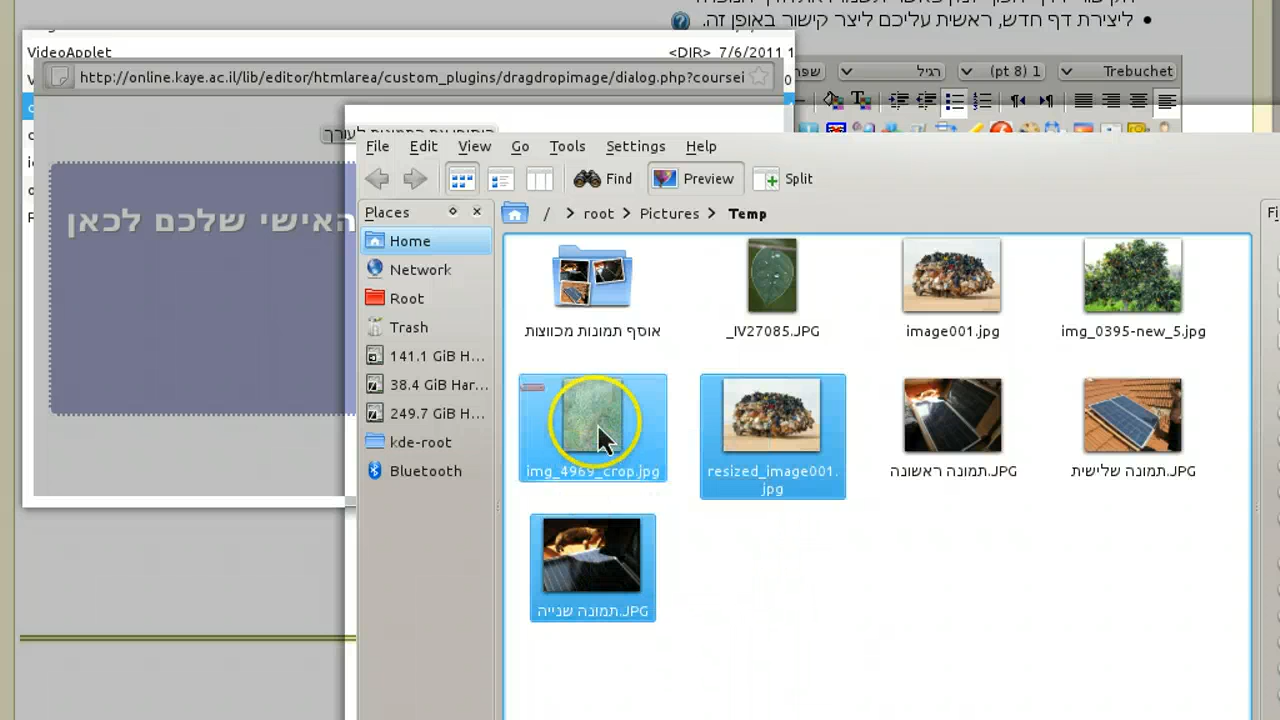 ליצירת דף חדש, ראשית עליכם ליצר קישור באופן זה.
VideoApplet
<DIR> 7/6/2011 1
http://online.kaye.ac.il/lib/editor/htmlarea/custom_plugins/dragdropimage/dialog.php?coursei
רגיל
1 (8 pt)
Trebuchet
האישי שלכם לכאן
File Edit View Go Tools Settings Help
Find Preview Split
Places
/ > root > Pictures > Temp
Home
Network
Root
Trash
141.1 GiB H...
38.4 GiB Har...
249.7 GiB H...
kde-root
Bluetooth
אוסף תמונות מכווצות
_IV27085.JPG
image001.jpg
img_0395-new_5.jpg
img_4969_crop.jpg
resized_image001.
jpg
תמונה ראשונה.JPG
תמונה שלישית.JPG
תמונה שנייה.JPG